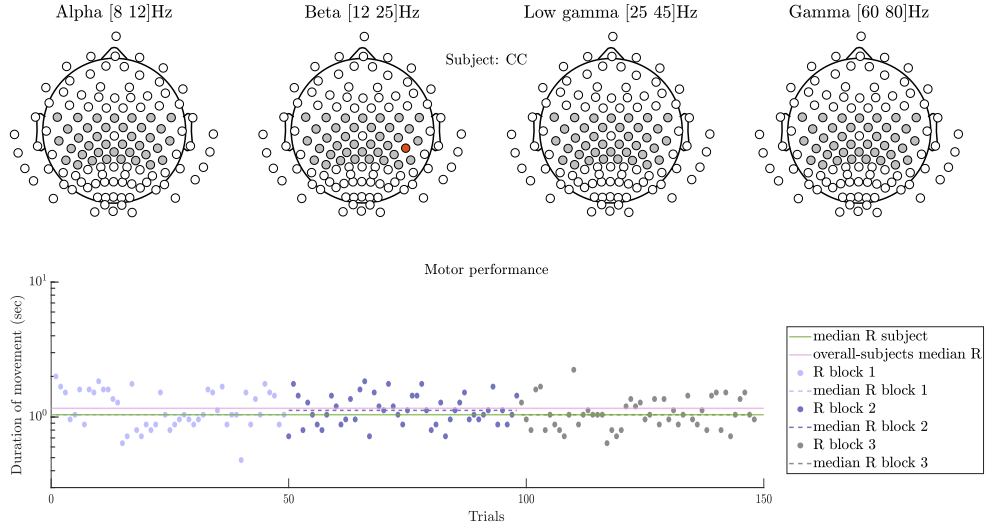 Alpha [8 12]Hz
Beta [12 25]Hz
Low gamma [25 45]Hz
Gamma [60 80]Hz
Subject: CC
Motor performance
Duration of movement (sec)
10¹
10⁰
0
50
100
150
Trials
median R subject
overall-subjects median R
R block 1
median R block 1
R block 2
median R block 2
R block 3
median R block 3